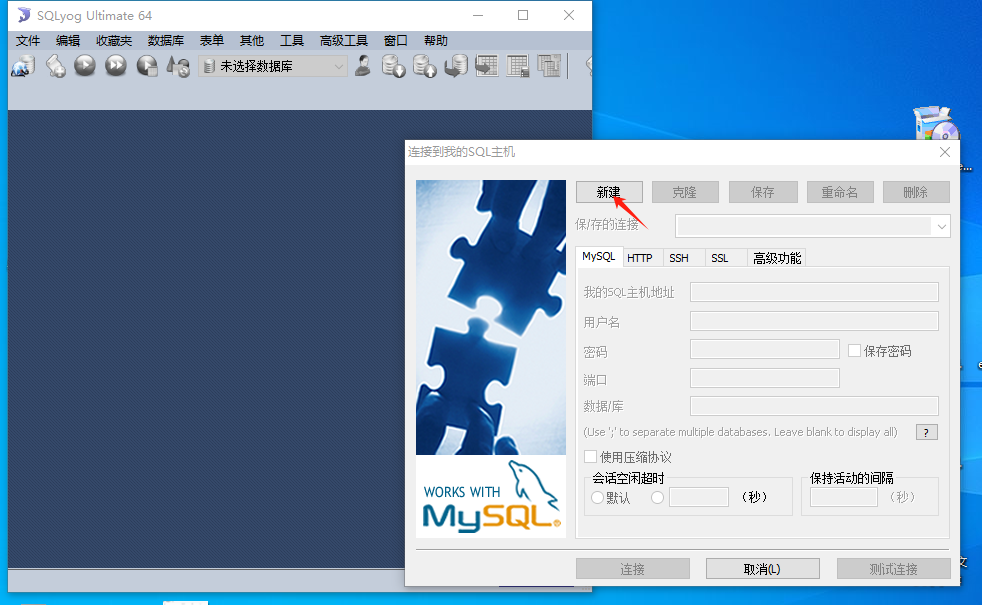 SQLyog Ultimate 64
文件 编辑 收藏夹 数据库 表单 其他 工具 高级工具 窗口 帮助
未选择数据库
连接到我的SQL主机
新建 克隆 保存 重命名 删除
保/存的连接
MySQL HTTP SSH SSL 高级功能
我的SQL主机地址
用户名
密码 保存密码
端口
数据/库
(Use ';' to separate multiple databases. Leave blank to display all) ?
使用压缩协议
会话空闲超时 保持活动的间隔
默认 (秒) (秒)
WORKS WITH
MySQL®
连接 取消(L) 测试连接